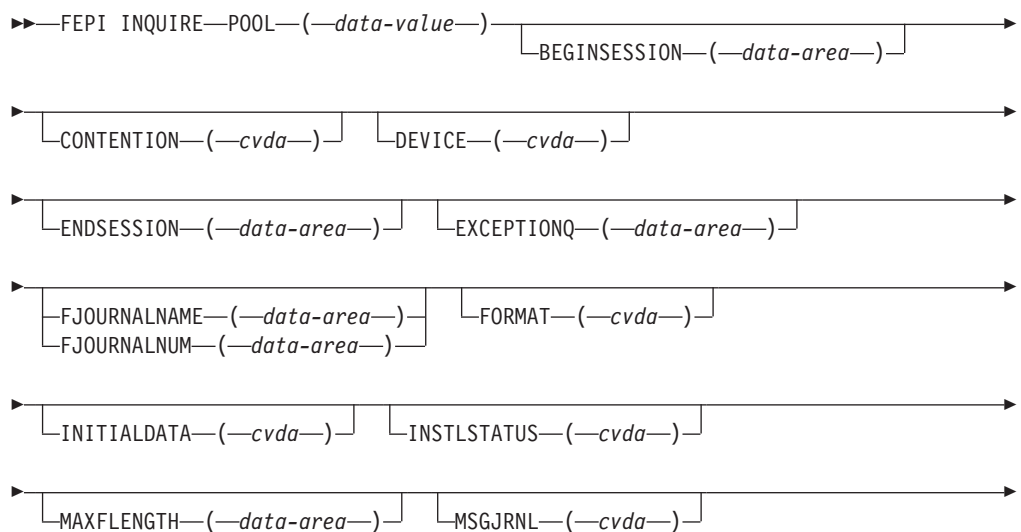 FEPI INQUIRE POOL ( data-value )
BEGINSESSION ( data-area )
CONTENTION ( cvda ) DEVICE ( cvda )
ENDSESSION ( data-area ) EXCEPTIONQ ( data-area )
FJOURNALNAME ( data-area ) FORMAT ( cvda )
FJOURNALNUM ( data-area )
INITIALDATA ( cvda ) INSTLSTATUS ( cvda )
MAXFLENGTH ( data-area ) MSGJRNL ( cvda )